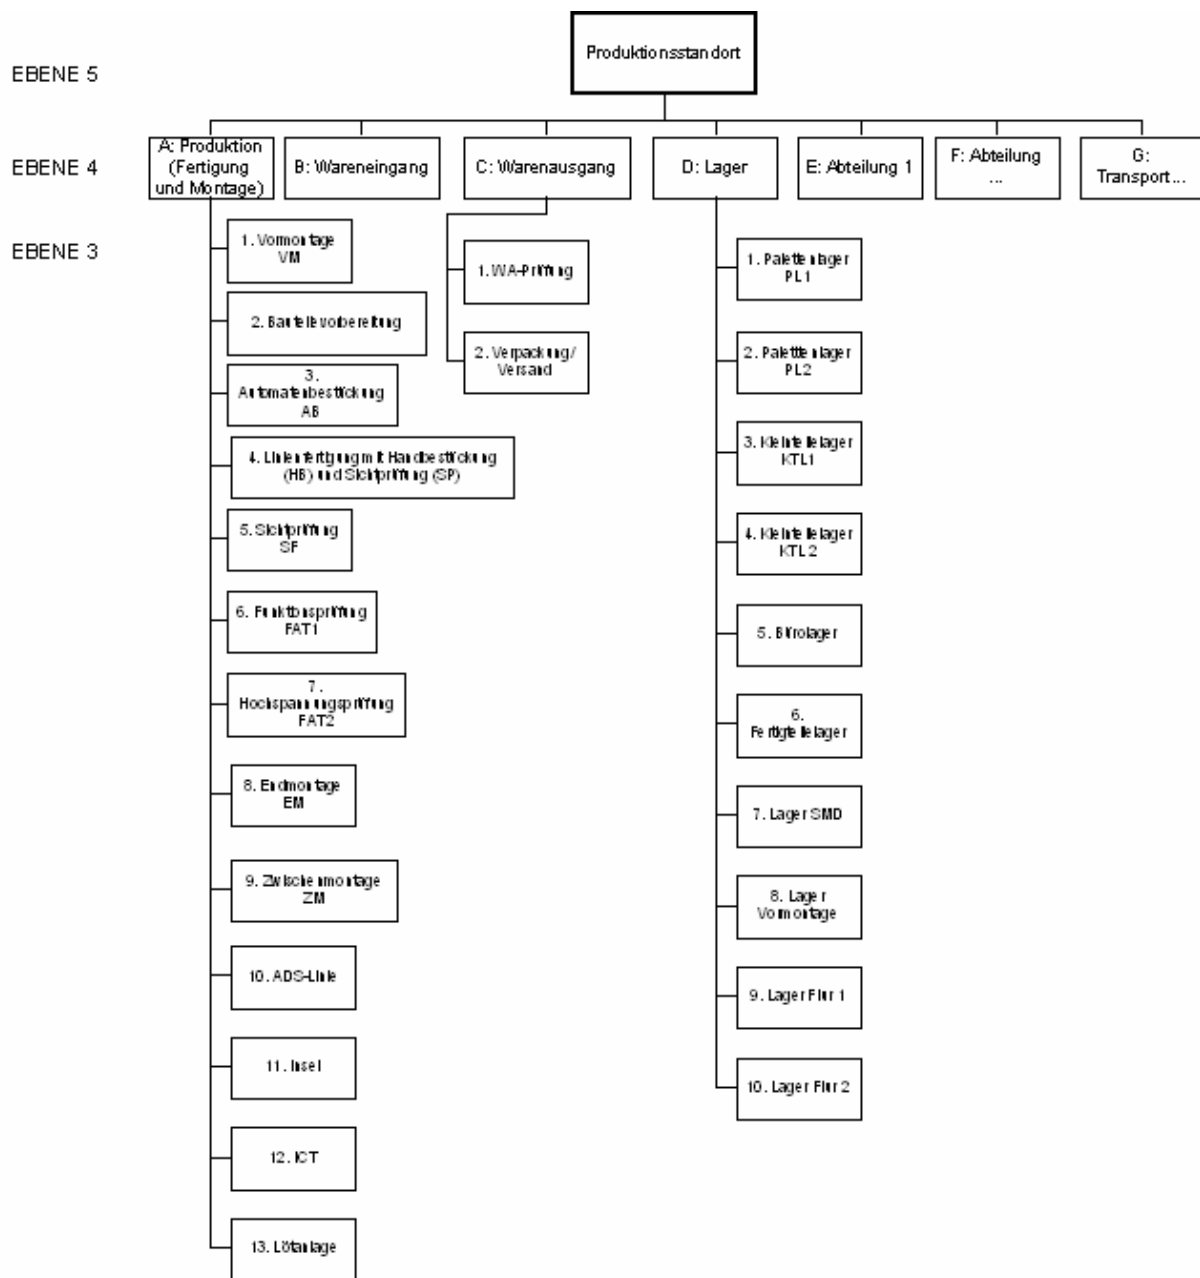 EBENE 5
Produktionsstandort
EBENE 4
A: Produktion
(Fertigung
und Montage)
B: Wareneingang
C: Warenausgang
D: Lager
E: Abteilung 1
F: Abteilung
...
G:
Transport...
EBENE 3
1. Vormontage
VM
2. Bauteilevorbereitung
3.
Automatenbestückung
AB
4. Linienfertigung mit Handbestückung
(HB) und Sichtprüfung (SP)
5. Sichtprüfung
SF
6. Funktionsprüfung
FAT1
7.
Hochspannungsprüfung
FAT2
8. Endmontage
EM
9. Zwischenmontage
ZM
10. ADS-Linie
11. Insel
12. ICT
13. Lötanlage
1. WA-Prüfung
2. Verpackung/
Versand
1. Palettenlager
PL1
2. Palettenlager
PL2
3. Kleinteilelager
KTL1
4. Kleinteilelager
KTL2
5. Bürolager
6.
Fertigteilelager
7. Lager SMD
8. Lager
Vormontage
9. Lager Flur 1
10. Lager Flur 2